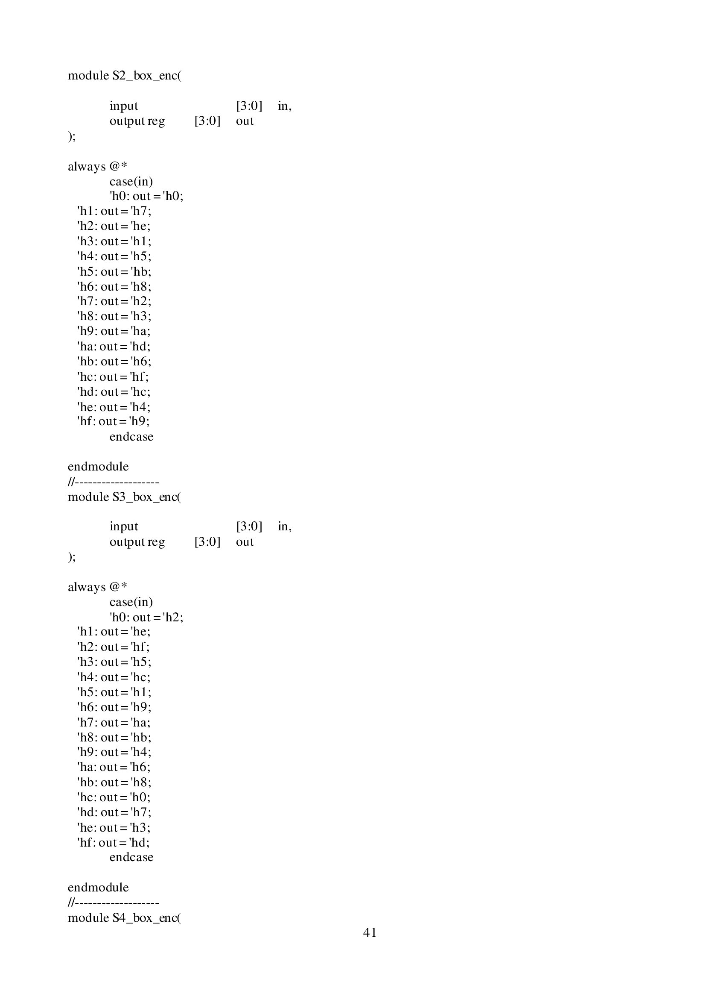 module S2_box_enc(
input [3:0] in,
output reg [3:0] out
);
always @*
case(in)
'h0: out = 'h0;
'h1: out = 'h7;
'h2: out = 'he;
'h3: out = 'h1;
'h4: out = 'h5;
'h5: out = 'hb;
'h6: out = 'h8;
'h7: out = 'h2;
'h8: out = 'h3;
'h9: out = 'ha;
'ha: out = 'hd;
'hb: out = 'h6;
'hc: out = 'hf;
'hd: out = 'hc;
'he: out = 'h4;
'hf: out = 'h9;
endcase
endmodule
//-------------------
module S3_box_enc(
input [3:0] in,
output reg [3:0] out
);
always @*
case(in)
'h0: out = 'h2;
'h1: out = 'he;
'h2: out = 'hf;
'h3: out = 'h5;
'h4: out = 'hc;
'h5: out = 'h1;
'h6: out = 'h9;
'h7: out = 'ha;
'h8: out = 'hb;
'h9: out = 'h4;
'ha: out = 'h6;
'hb: out = 'h8;
'hc: out = 'h0;
'hd: out = 'h7;
'he: out = 'h3;
'hf: out = 'hd;
endcase
endmodule
//-------------------
module S4_box_enc(
41